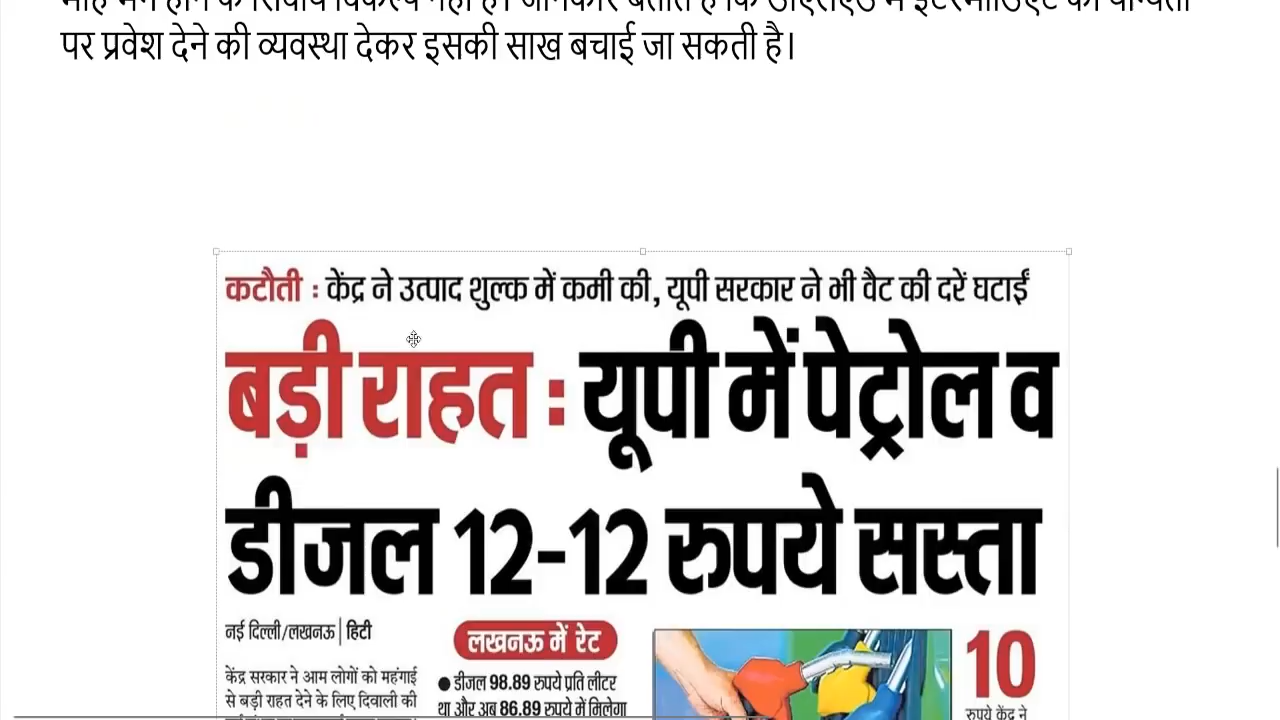 पर प्रवेश देने की व्यवस्था देकर इसकी साख बचाई जा सकती है।
कटौती : केंद्र ने उत्पाद शुल्क में कमी की, यूपी सरकार ने भी वैट की दरें घटाईं
बड़ी राहत : यूपी में पेट्रोल व
डीजल 12-12 रुपये सस्ता
नई दिल्ली/लखनऊ | हिटी
केंद्र सरकार ने आम लोगों को महंगाई
से बड़ी राहत देने के लिए दिवाली की
लखनऊ में रेट
● डीजल 98.89 रुपये प्रति लीटर
था और अब 86.89 रुपये में मिलेगा
10
रुपये केंद्र ने